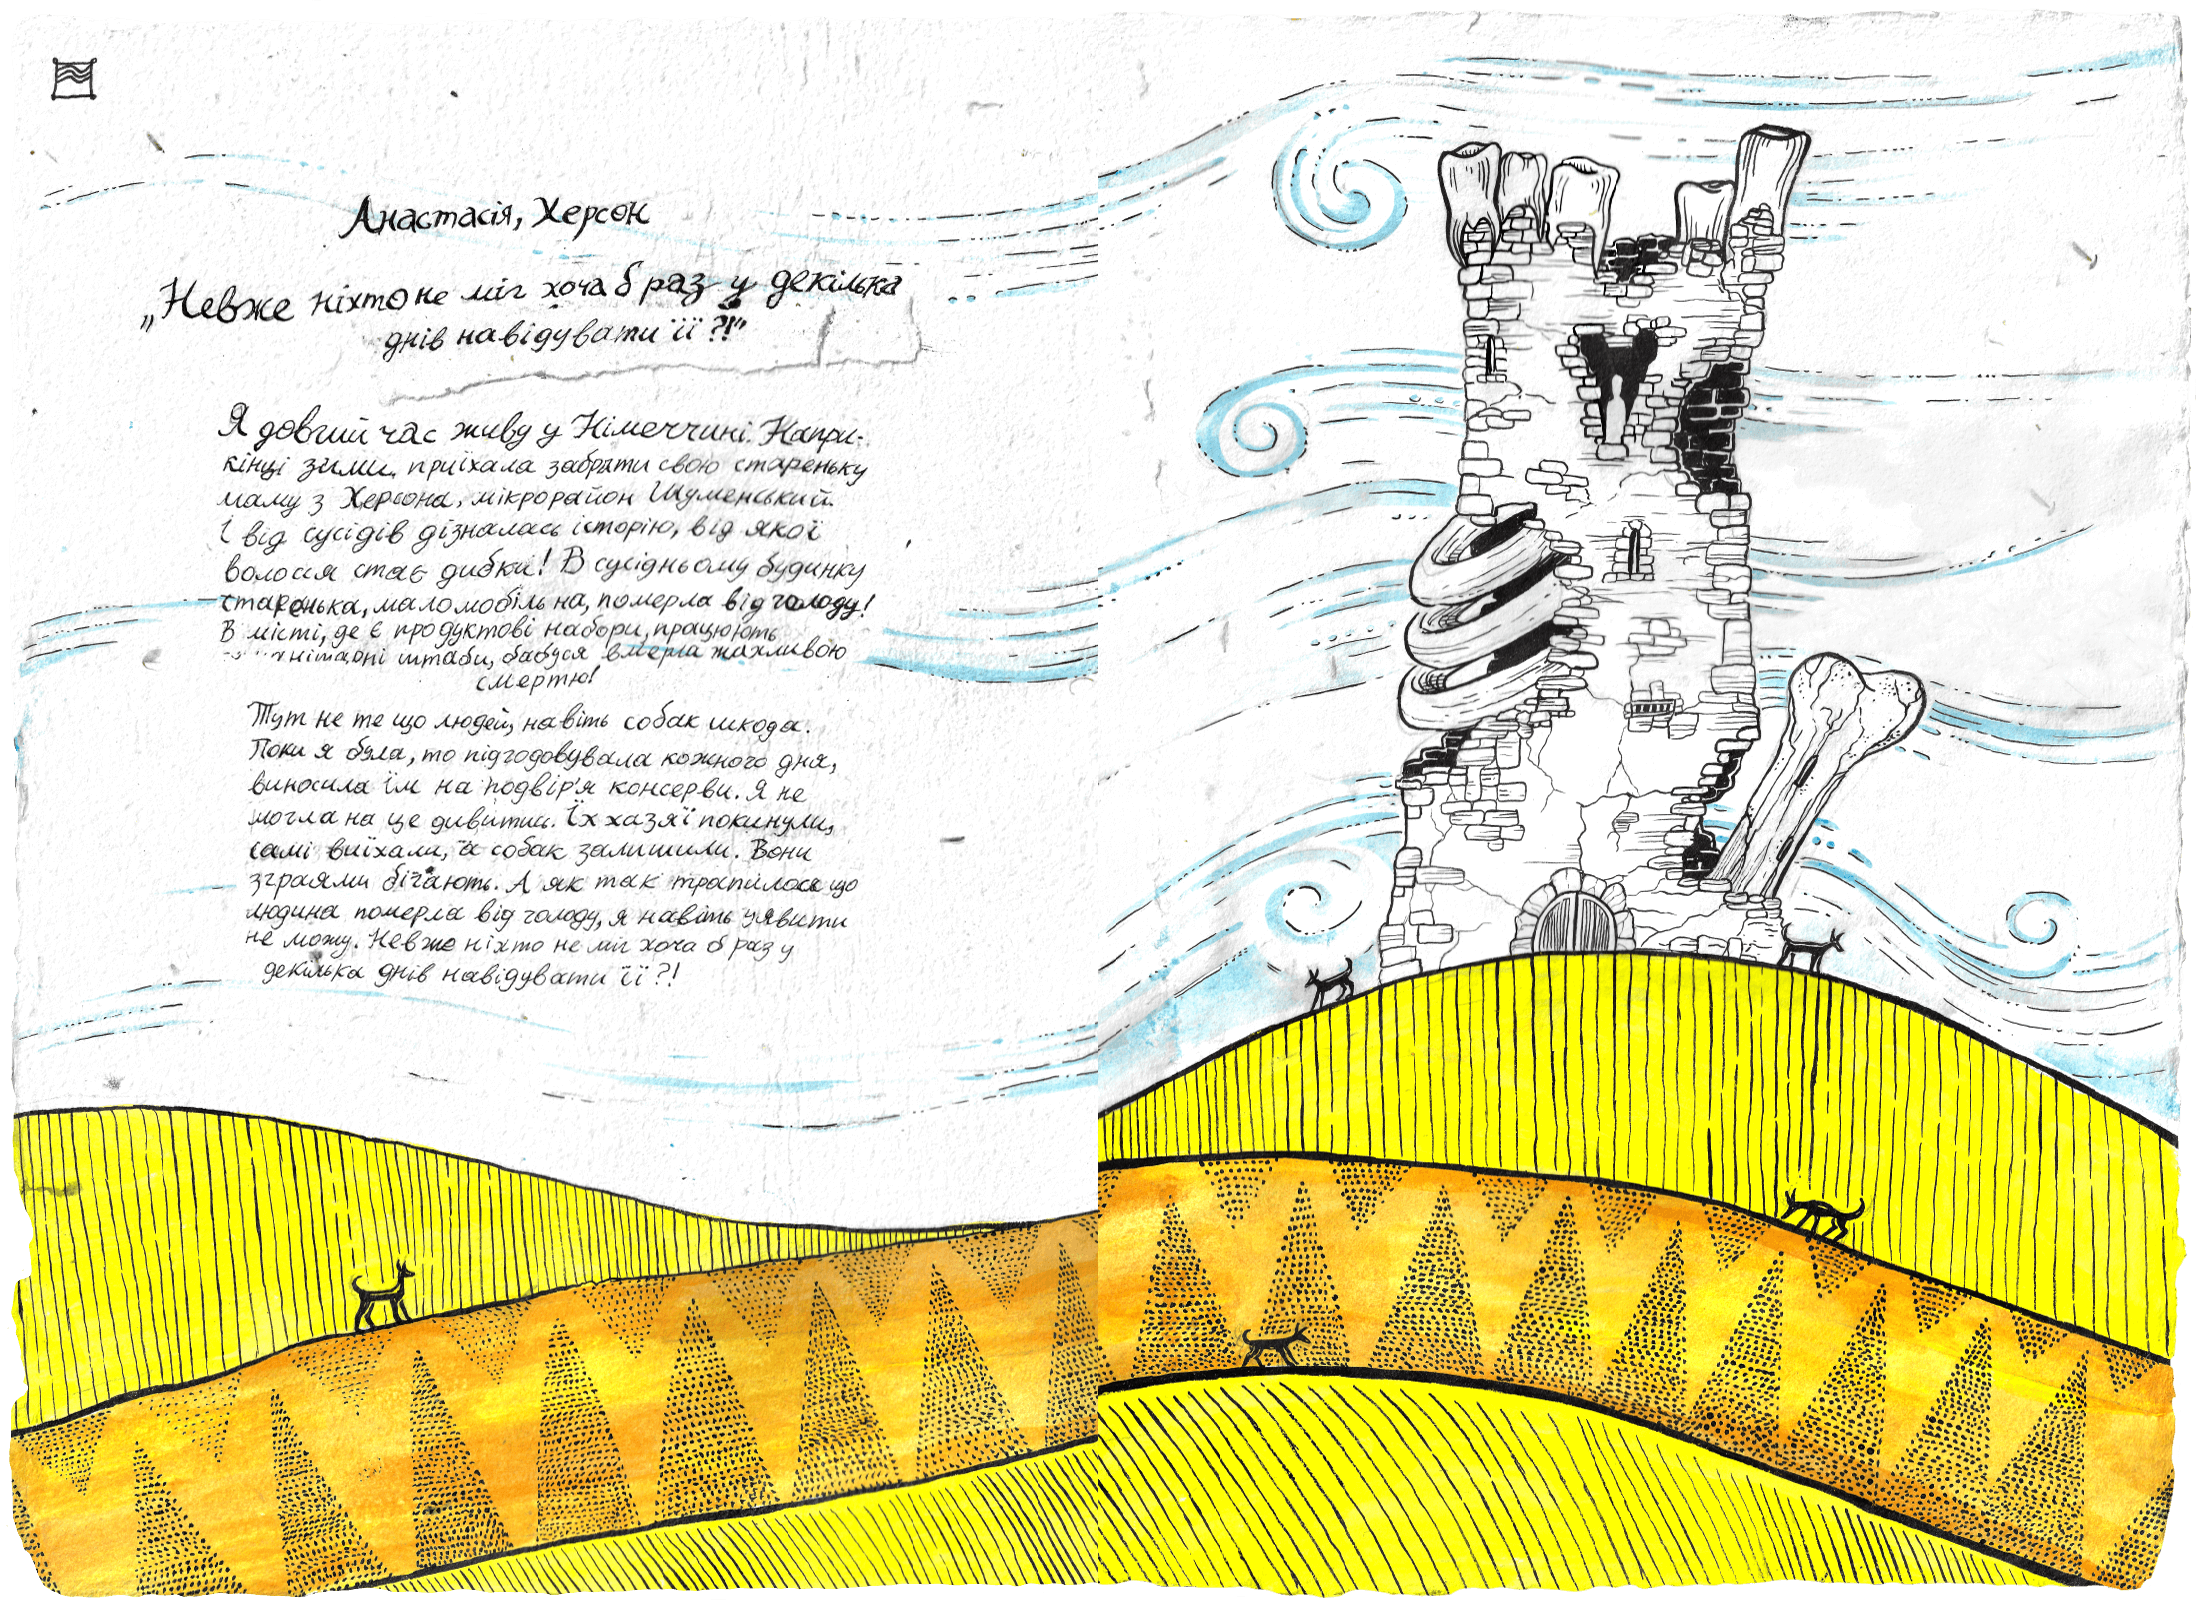 Анастасія, Херсон
„Невже ніхто не міг хоча б раз у декілька
днів навідувати її?!"
Я довгий час живу у Німеччині. Напри-
кінці зими приїхала забрати свою стареньку
маму з Херсона, мікрорайон Шуменський.
І від сусідів дізналась історію, від якої
волосся стає дибки! В сусідньому будинку
старенька, маломобільна, померла від голоду!
В місті, де є продуктові набори, працюють
штаби, бабуся вмерла жахливою
смертю!
Тут не те що людей, навіть собак шкода.
Поки я була, то підгодовувала кожного дня,
виносила їм на подвір'я консерви. Я не
могла на це дивитись. Їх хазяї покинули,
самі виїхали, а собак залишили. Вони
зграями бігають. А як так трапилось що
людина померла від голоду, я навіть уявити
не можу. Невже ніхто не міг хоча б раз у
декілька днів навідувати її?!